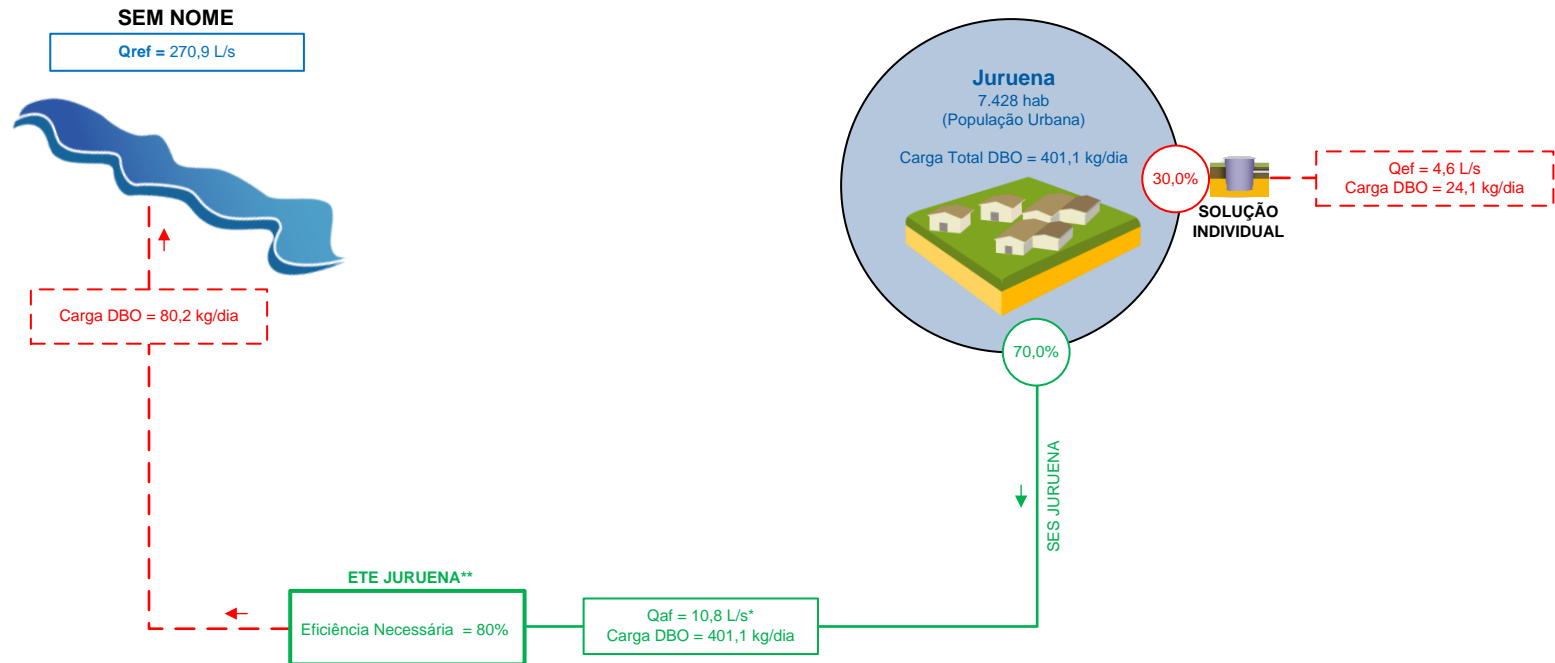 SEM NOME
Qref = 270,9 L/s
Juruena
7.428 hab
(População Urbana)
Carga Total DBO = 401,1 kg/dia
30,0%
SOLUÇÃO
INDIVIDUAL
Qef = 4,6 L/s
Carga DBO = 24,1 kg/dia
Carga DBO = 80,2 kg/dia
70,0%
SES JURUENA
ETE JURUENA**
Eficiência Necessária = 80%
Qaf = 10,8 L/s*
Carga DBO = 401,1 kg/dia